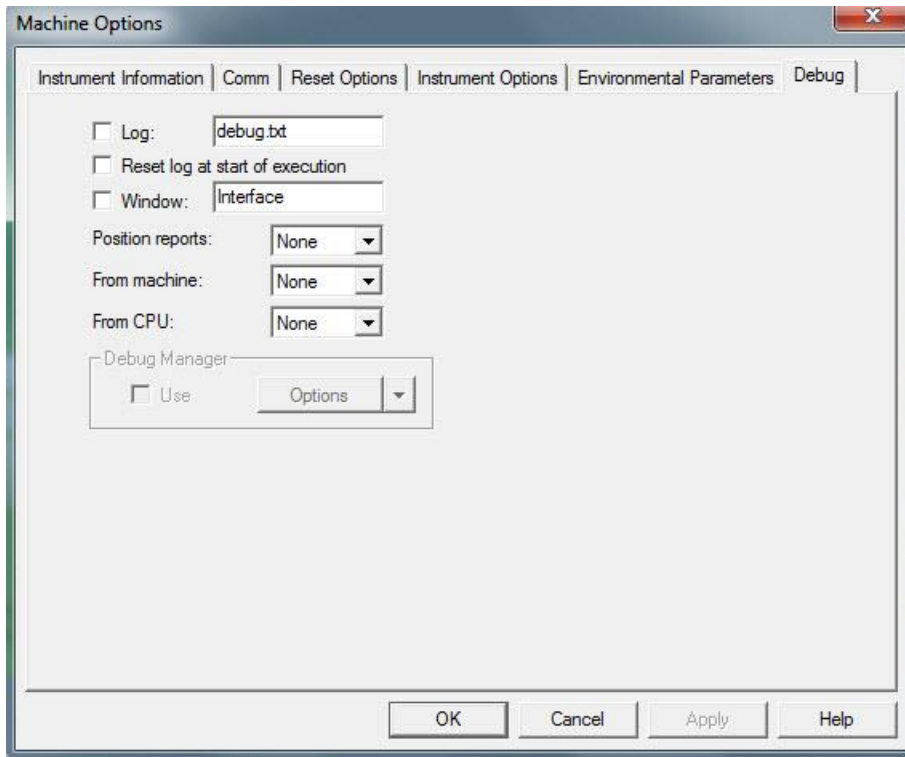 Machine Options
Instrument Information Comm Reset Options Instrument Options Environmental Parameters Debug
Log: debug.txt
Reset log at start of execution
Window: Interface
Position reports: None
From machine: None
From CPU: None
Debug Manager
Use Options
OK Cancel Apply Help